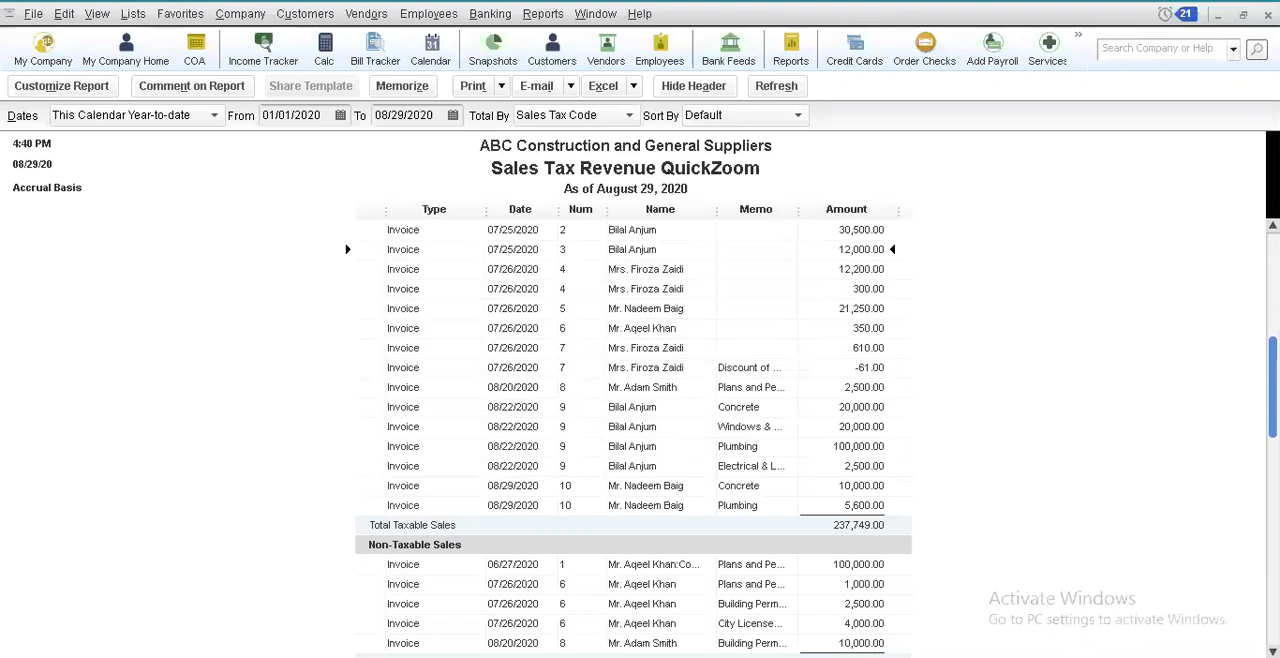 File Edit View Lists Favorites Company Customers Vendors Employees Banking Reports Window Help 21
My Company My Company Home COA Income Tracker Calc Bill Tracker 31 Calendar Snapshots Customers Vendors Employees Bank Feeds Reports Credit Cards Order Checks Add Payroll Services » Search Company or Help
Customize Report Comment on Report Share Template Memorize Print E-mail Excel Hide Header Refresh
Dates This Calendar Year-to-date From 01/01/2020 To 08/29/2020 Total By Sales Tax Code Sort By Default
4:40 PM
08/29/20
Accrual Basis
ABC Construction and General Suppliers
Sales Tax Revenue QuickZoom
As of August 29, 2020
Type Date Num Name Memo Amount
Invoice 07/25/2020 2 Bilal Anjum 30,500.00
Invoice 07/25/2020 3 Bilal Anjum 12,000.00
Invoice 07/26/2020 4 Mrs. Firoza Zaidi 12,200.00
Invoice 07/26/2020 4 Mrs. Firoza Zaidi 300.00
Invoice 07/26/2020 5 Mr. Nadeem Baig 21,250.00
Invoice 07/26/2020 6 Mr. Aqeel Khan 350.00
Invoice 07/26/2020 7 Mrs. Firoza Zaidi 610.00
Invoice 07/26/2020 7 Mrs. Firoza Zaidi Discount of ... -61.00
Invoice 08/20/2020 8 Mr. Adam Smith Plans and Pe... 2,500.00
Invoice 08/22/2020 9 Bilal Anjum Concrete 20,000.00
Invoice 08/22/2020 9 Bilal Anjum Windows & ... 20,000.00
Invoice 08/22/2020 9 Bilal Anjum Plumbing 100,000.00
Invoice 08/22/2020 9 Bilal Anjum Electrical & L... 2,500.00
Invoice 08/29/2020 10 Mr. Nadeem Baig Concrete 10,000.00
Invoice 08/29/2020 10 Mr. Nadeem Baig Plumbing 5,600.00
Total Taxable Sales 237,749.00
Non-Taxable Sales
Invoice 06/27/2020 1 Mr. Aqeel Khan:Co... Plans and Pe... 100,000.00
Invoice 07/26/2020 6 Mr. Aqeel Khan Plans and Pe... 1,000.00
Invoice 07/26/2020 6 Mr. Aqeel Khan Building Perm... 2,500.00
Invoice 07/26/2020 6 Mr. Aqeel Khan City License... 4,000.00
Invoice 08/20/2020 8 Mr. Adam Smith Building Perm... 10,000.00
Activate Windows
Go to PC settings to activate Windows.